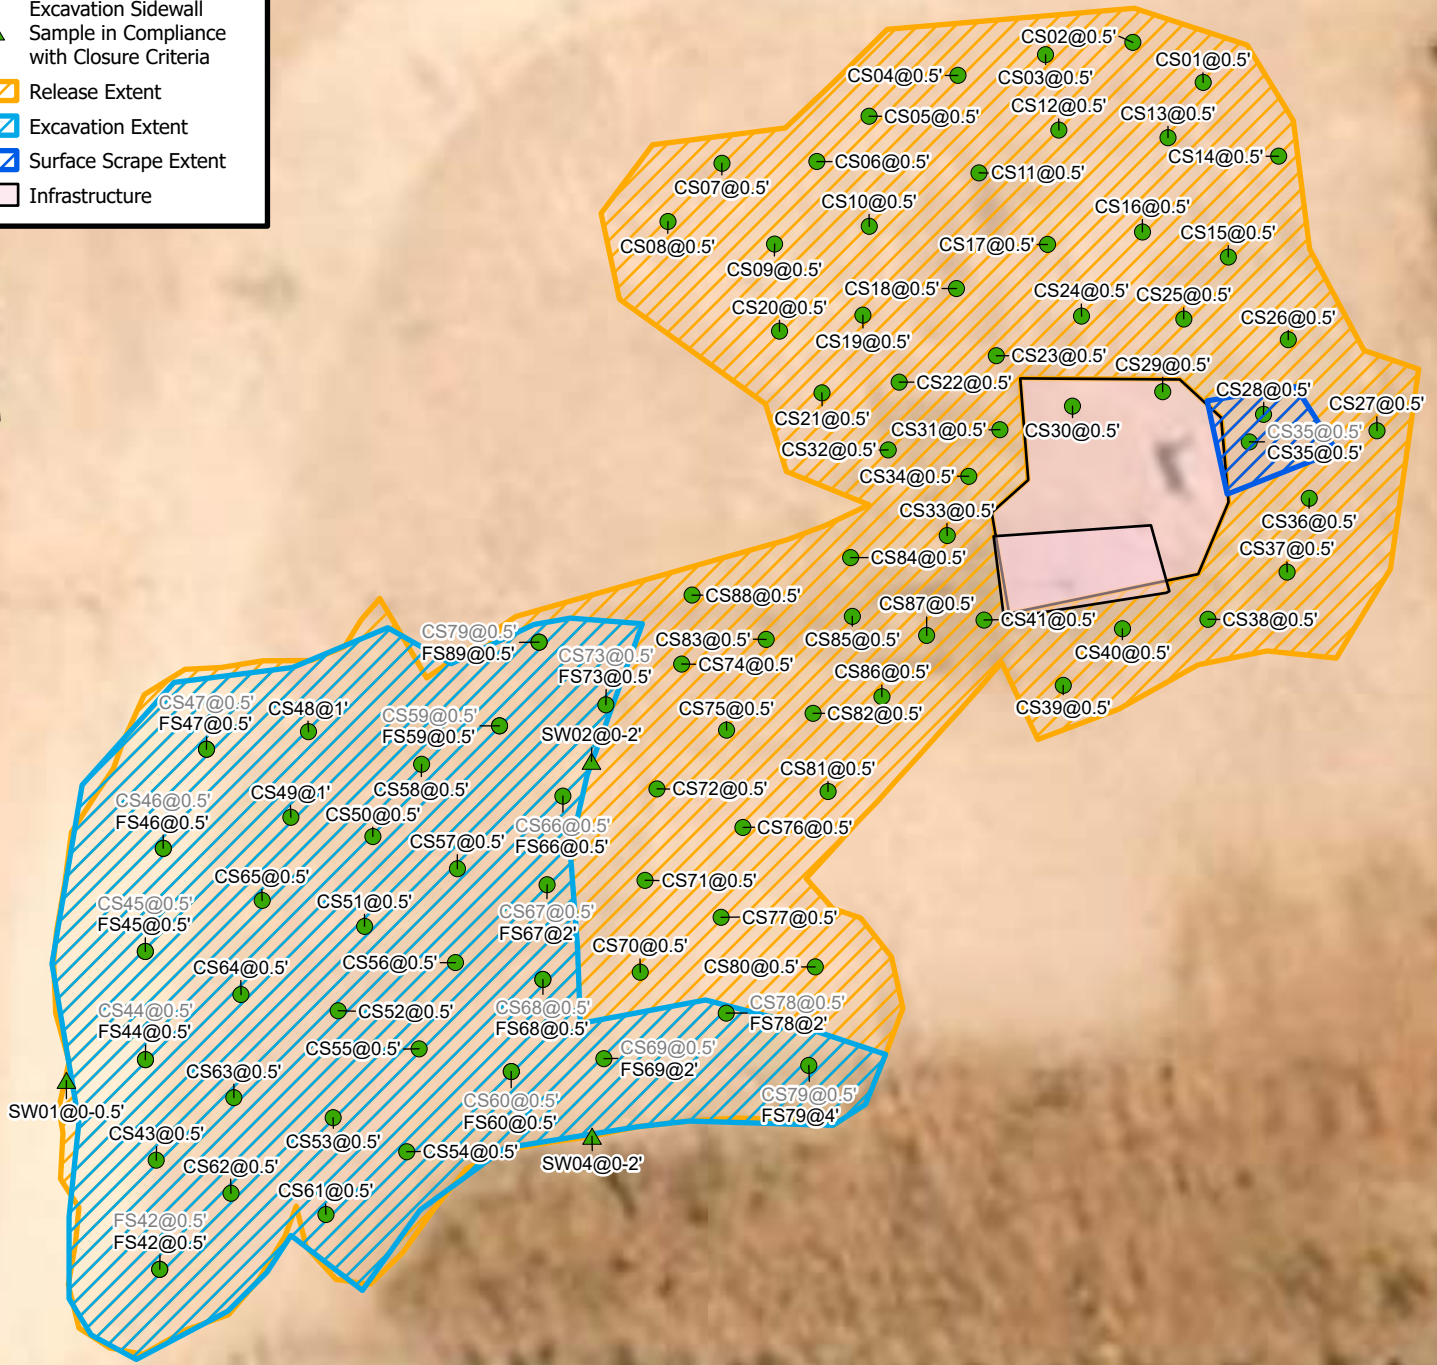 Excavation Sidewall
Sample in Compliance
with Closure Criteria
Release Extent
Excavation Extent
Surface Scrape Extent
Infrastructure
CS02@0.5'
CS03@0.5'
CS01@0.5'
CS04@0.5'
CS12@0.5'
CS13@0.5'
CS05@0.5'
CS14@0.5'
CS06@0.5'
CS11@0.5'
CS07@0.5'
CS10@0.5'
CS16@0.5'
CS15@0.5'
CS08@0.5'
CS17@0.5'
CS09@0.5'
CS18@0.5'
CS24@0.5'
CS25@0.5'
CS20@0.5'
CS26@0.5'
CS19@0.5'
CS23@0.5'
CS29@0.5'
CS22@0.5'
CS28@0.5'
CS27@0.5'
CS21@0.5'
CS31@0.5'
CS30@0.5'
CS35@0.5'
CS35@0.5'
CS32@0.5'
CS34@0.5'
CS33@0.5'
CS36@0.5'
CS37@0.5'
CS84@0.5'
CS88@0.5'
CS87@0.5'
CS41@0.5'
CS38@0.5'
CS83@0.5'
CS85@0.5'
CS40@0.5'
CS79@0.5'
FS89@0.5'
CS73@0.5'
FS73@0.5'
CS74@0.5'
CS86@0.5'
CS39@0.5'
CS47@0.5'
FS47@0.5'
CS48@1'
CS59@0.5'
FS59@0.5'
CS75@0.5'
CS82@0.5'
SW02@0-2'
CS81@0.5'
CS58@0.5'
CS72@0.5'
CS49@1'
CS46@0.5'
FS46@0.5'
CS50@0.5'
CS66@0.5'
FS66@0.5'
CS76@0.5'
CS57@0.5'
CS65@0.5'
CS71@0.5'
CS45@0.5'
FS45@0.5'
CS51@0.5'
CS67@0.5'
FS67@2'
CS77@0.5'
CS70@0.5'
CS64@0.5'
CS56@0.5'
CS80@0.5'
CS44@0.5'
FS44@0.5'
CS52@0.5'
CS68@0.5'
FS68@0.5'
CS78@0.5'
FS78@2'
CS55@0.5'
CS69@0.5'
FS69@2'
CS63@0.5'
CS60@0.5'
FS60@0.5'
CS79@0.5'
FS79@4'
SW01@0-0.5'
CS43@0.5'
CS53@0.5'
CS54@0.5'
SW04@0-2'
CS62@0.5'
CS61@0.5'
FS42@0.5'
FS42@0.5'